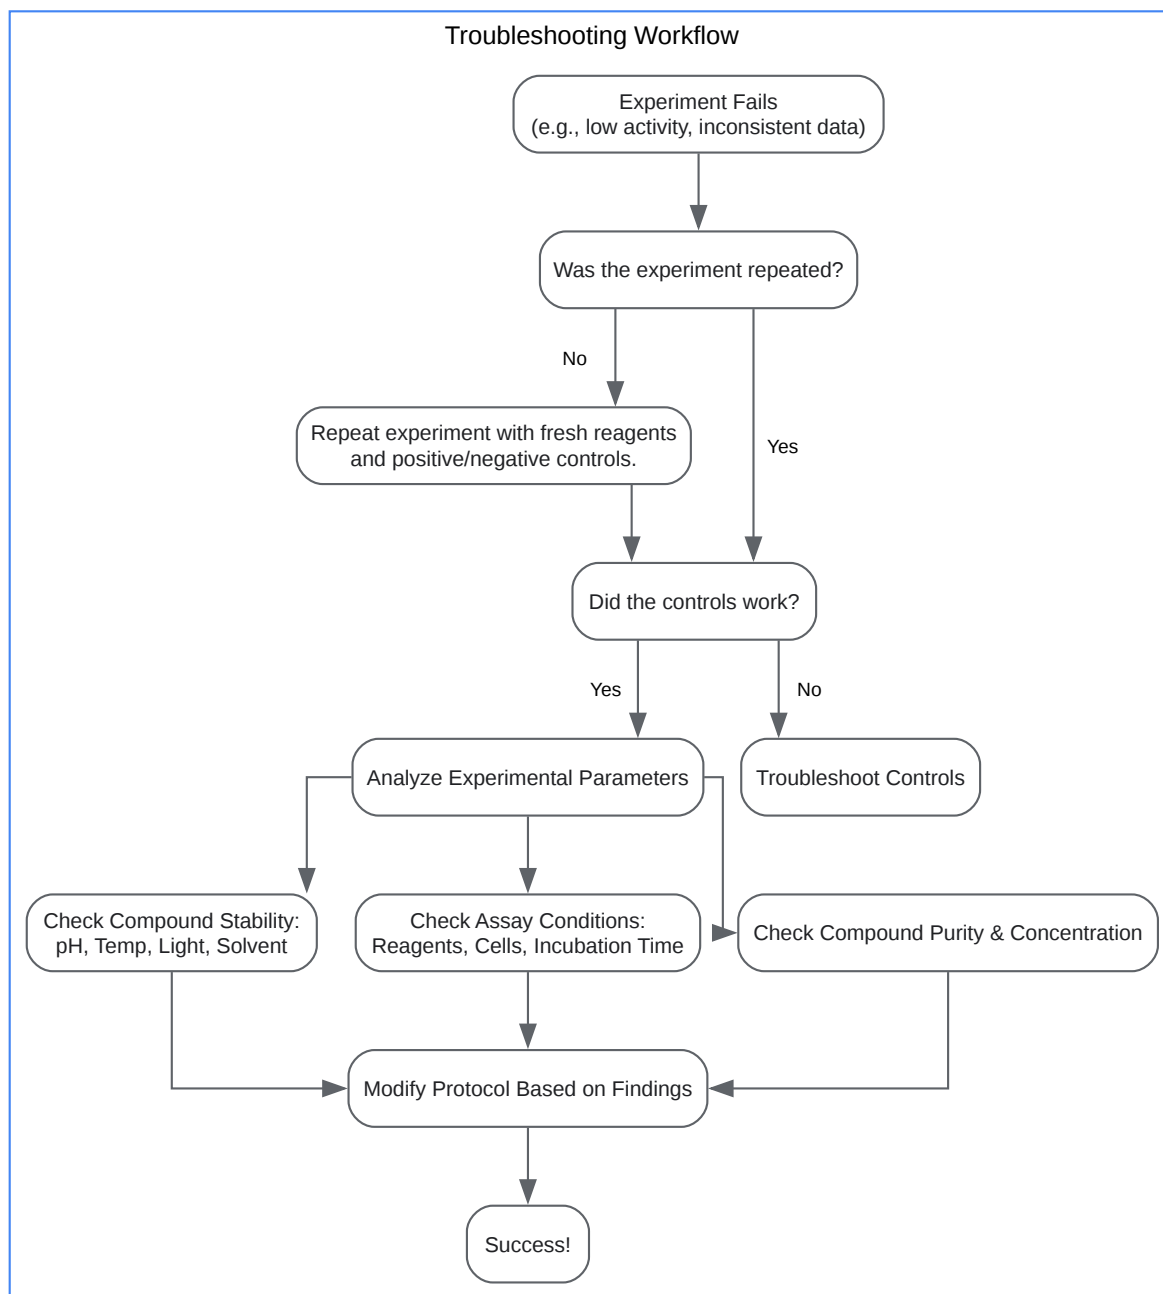 Troubleshooting Workflow
Experiment Fails
(e.g., low activity, inconsistent data)
Was the experiment repeated?
No
Repeat experiment with fresh reagents
and positive/negative controls.
Yes
Did the controls work?
Yes
No
Analyze Experimental Parameters
Troubleshoot Controls
Check Compound Stability:
pH, Temp, Light, Solvent
Check Assay Conditions:
Reagents, Cells, Incubation Time
Check Compound Purity & Concentration
Modify Protocol Based on Findings
Success!